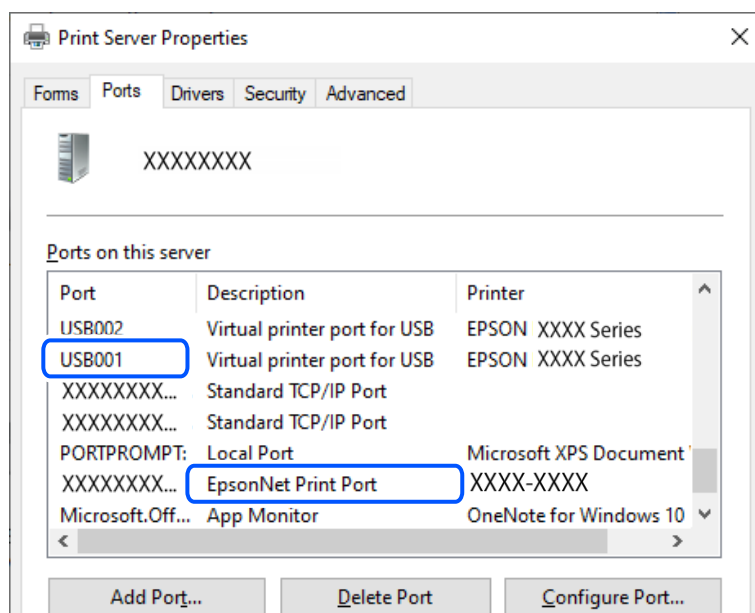 Print Server Properties
Forms Ports Drivers Security Advanced
XXXXXXXX
Ports on this server
Port Description Printer
USB002 Virtual printer port for USB EPSON XXXX Series
USB001 Virtual printer port for USB EPSON XXXX Series
XXXXXXXX... Standard TCP/IP Port
XXXXXXXX... Standard TCP/IP Port
PORTPROMPT: Local Port Microsoft XPS Document
XXXXXXXX... EpsonNet Print Port XXXX-XXXX
Microsoft.Off... App Monitor OneNote for Windows 10
Add Port... Delete Port Configure Port...